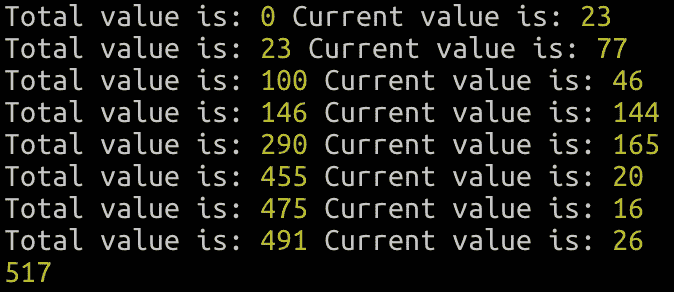 Total value is: 0 Current value is: 23
Total value is: 23 Current value is: 77
Total value is: 100 Current value is: 46
Total value is: 146 Current value is: 144
Total value is: 290 Current value is: 165
Total value is: 455 Current value is: 20
Total value is: 475 Current value is: 16
Total value is: 491 Current value is: 26
517